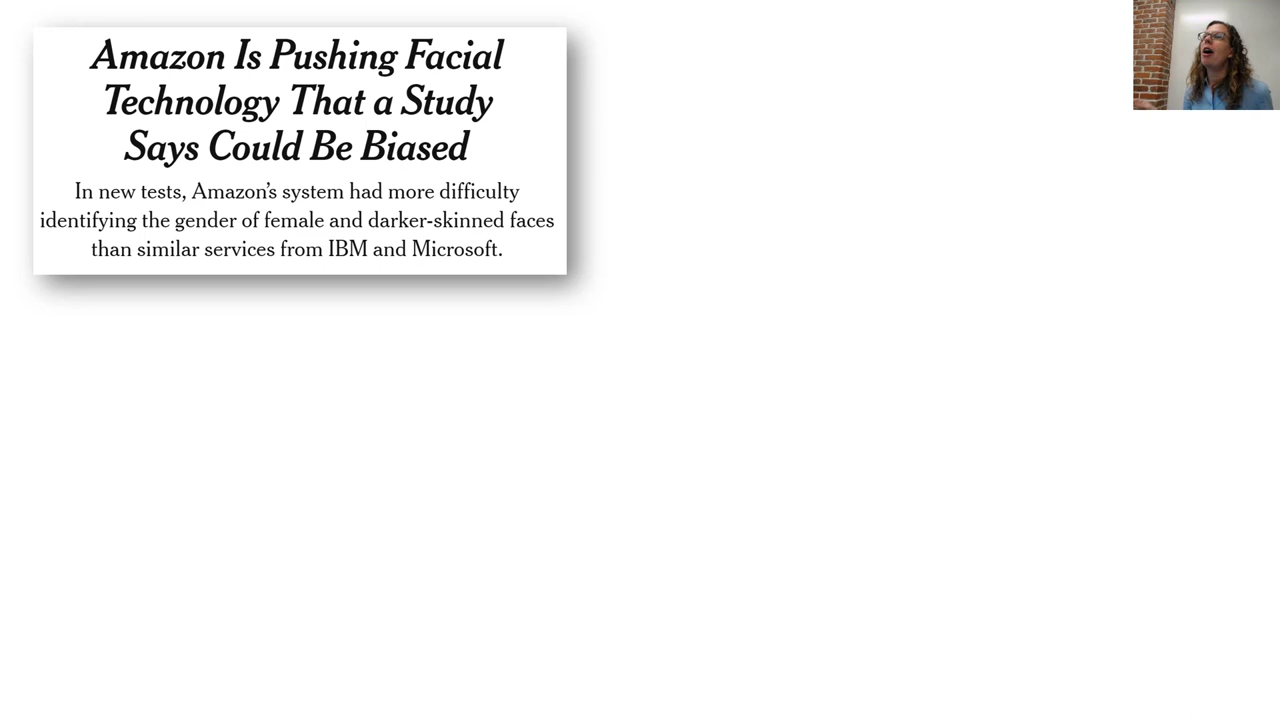 Amazon Is Pushing Facial
Technology That a Study
Says Could Be Biased
In new tests, Amazon’s system had more difficulty
identifying the gender of female and darker-skinned faces
than similar services from IBM and Microsoft.